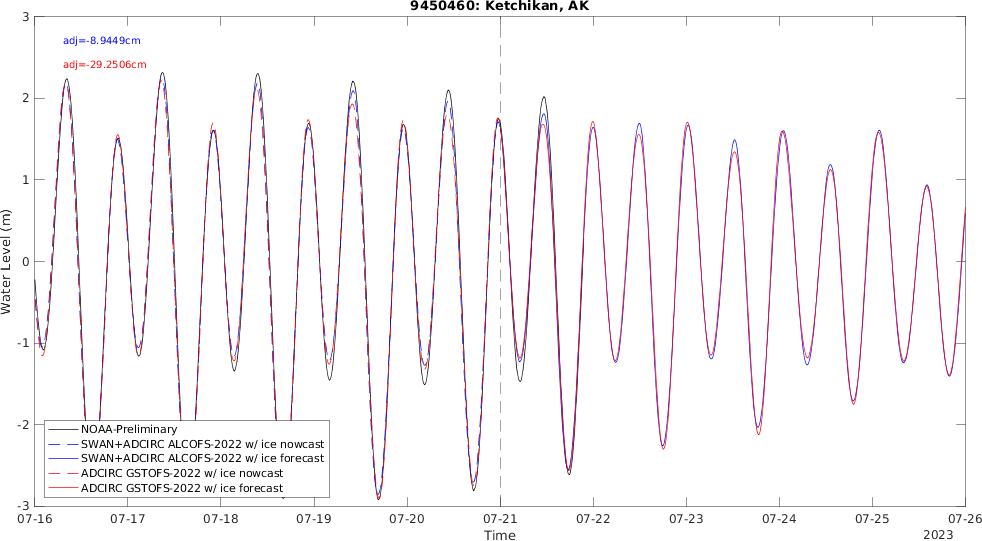 9450460: Ketchikan, AK
adj=-8.9449cm
adj=-29.2506cm
3
2
1
0
-1
-2
-3
Water Level (m)
NOAA-Preliminary
SWAN+ADCIRC ALCOFS-2022 w/ ice nowcast
SWAN+ADCIRC ALCOFS-2022 w/ ice forecast
ADCIRC GSTOFS-2022 w/ ice nowcast
ADCIRC GSTOFS-2022 w/ ice forecast
07-16 07-17 07-18 07-19 07-20 07-21 07-22 07-23 07-24 07-25 07-26
Time
2023